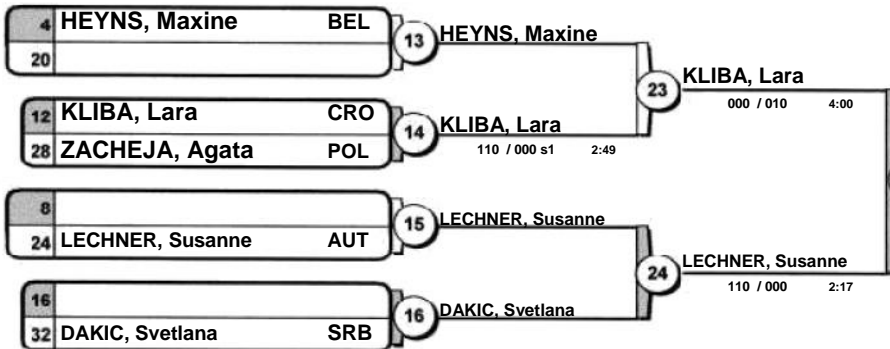 4 HEYNS, Maxine BEL
20
13 HEYNS, Maxine
12 KLIBA, Lara CRO
28 ZACHEJA, Agata POL
14 KLIBA, Lara
110 / 000 s1 2:49
23 KLIBA, Lara
000 / 010 4:00
8
24 LECHNER, Susanne AUT
15 LECHNER, Susanne
16
32 DAKIC, Svetlana SRB
16 DAKIC, Svetlana
24 LECHNER, Susanne
110 / 000 2:17